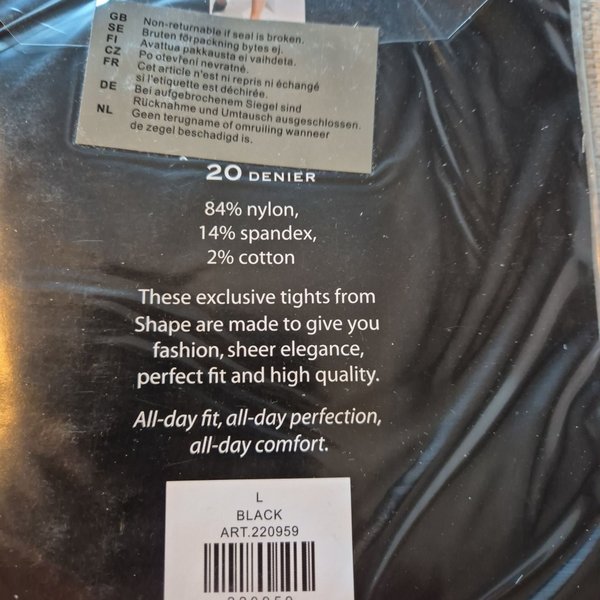 GB Non-returnable if seal is broken.
SE Bruten förpackning bytes ej.
FI Avattua pakkausta ei vaihdeta.
CZ Po otevření nevratné.
FR Cet article n'est ni repris ni échangé
si l'etiquette est déchirée.
DE Bei aufgebrochenem Siegel sind
Rücknahme und Umtausch ausgeschlossen.
NL Geen terugname of omruiling wanneer
de zegel beschadigd is.
20 DENIER
84% nylon,
14% spandex,
2% cotton
These exclusive tights from
Shape are made to give you
fashion, sheer elegance,
perfect fit and high quality.
All-day fit, all-day perfection,
all-day comfort.
L
BLACK
ART.220959
220959